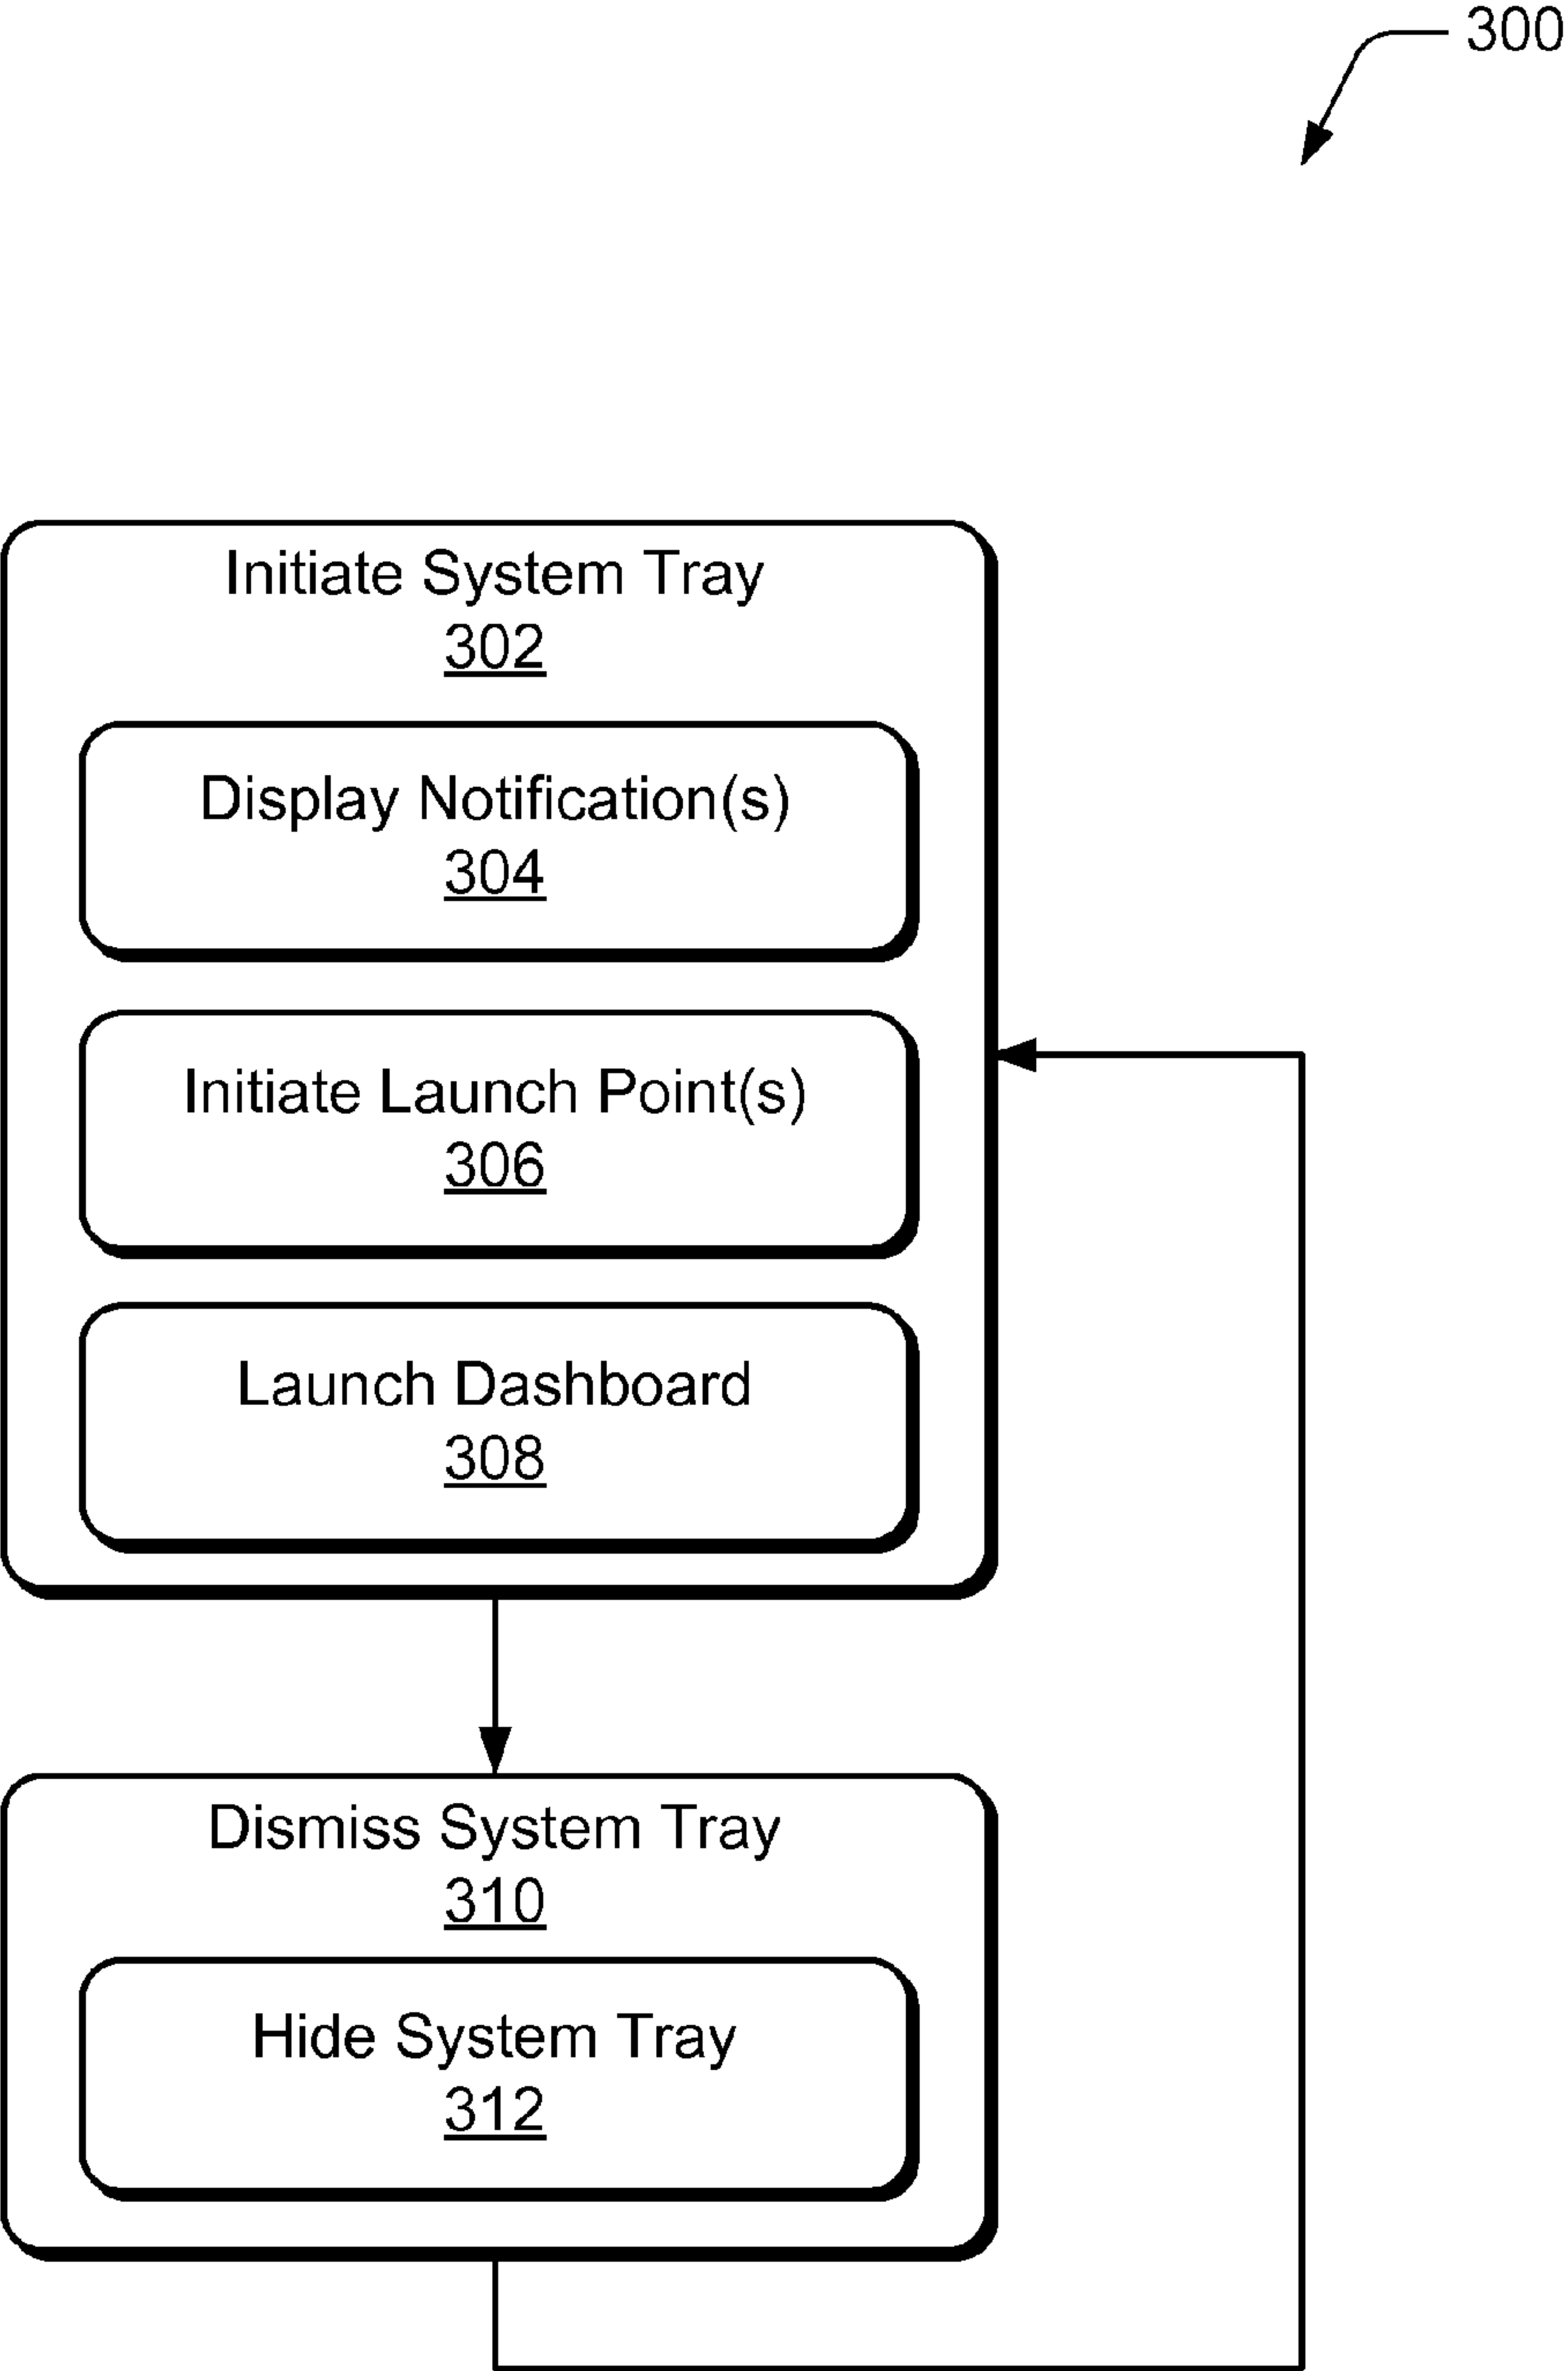 300
Initiate System Tray
302
Display Notification(s)
304
Initiate Launch Point(s)
306
Launch Dashboard
308
Dismiss System Tray
310
Hide System Tray
312